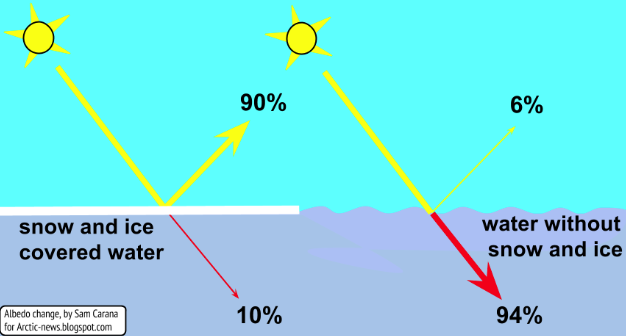 90%
6%
snow and ice
covered water
water without
snow and ice
10%
94%
Albedo change, by Sam Carana
for Arctic-news.blogspot.com